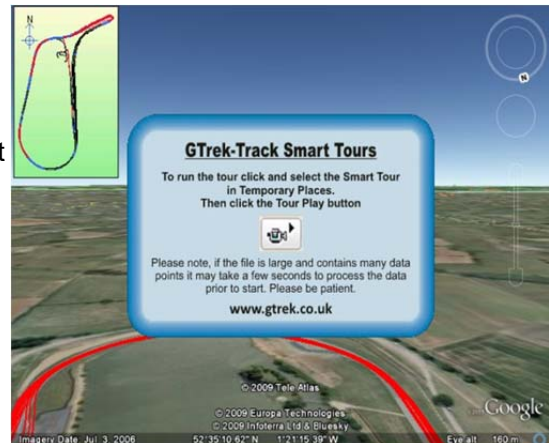 N
t
GTrek-Track Smart Tours
To run the tour click and select the Smart Tour
in Temporary Places.
Then click the Tour Play button
Please note, if the file is large and contains many data
points it may take a few seconds to process the data
prior to start. Please be patient.
www.gtrek.co.uk
N
© 2009 Tele Atlas
© 2009 Europa Technologies
© 2009 Infoterra Ltd & Bluesky
Google
Imagery Date: Jul 3, 2006 52°35'10.62" N 1°21'15.39" W Eye alt 160 m